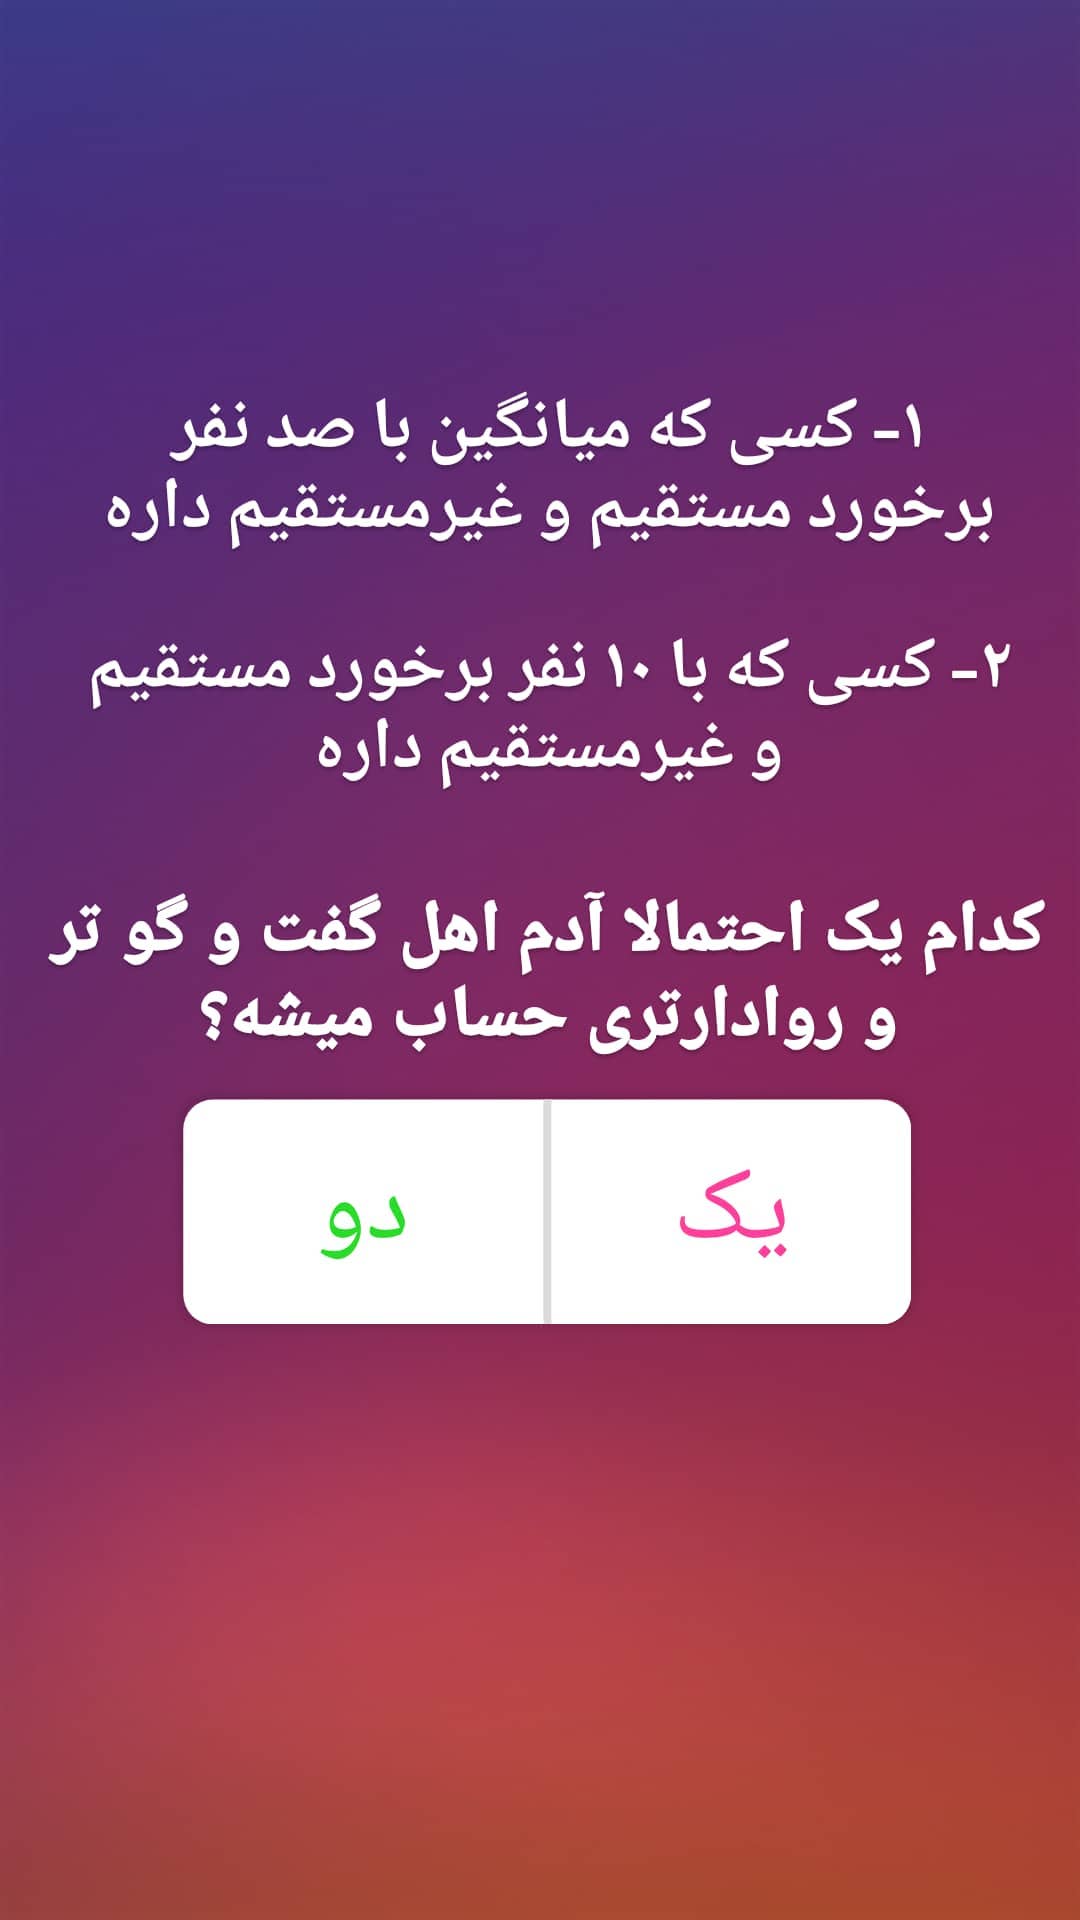 ۱- کسی که میانگین با صد نفر
برخورد مستقیم و غیرمستقیم داره
۲- کسی که با ۱۰ نفر برخورد مستقیم
و غیرمستقیم داره
کدام یک احتمالا آدم اهل گفت و گو تر
و روادارتری حساب میشه؟
یک
دو